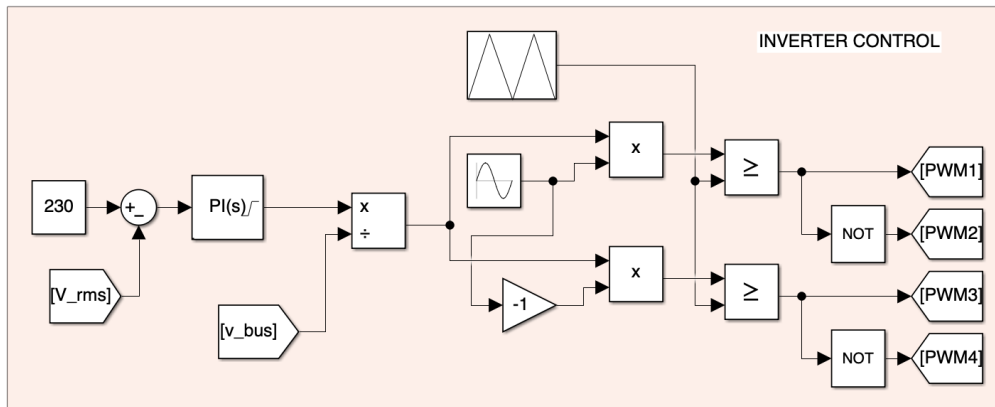 INVERTER CONTROL
x
≥
[PWM1]
230
+
_
PI(s)
x
÷
NOT
[PWM2]
[V_rms]
[v_bus]
-1
x
≥
[PWM3]
NOT
[PWM4]